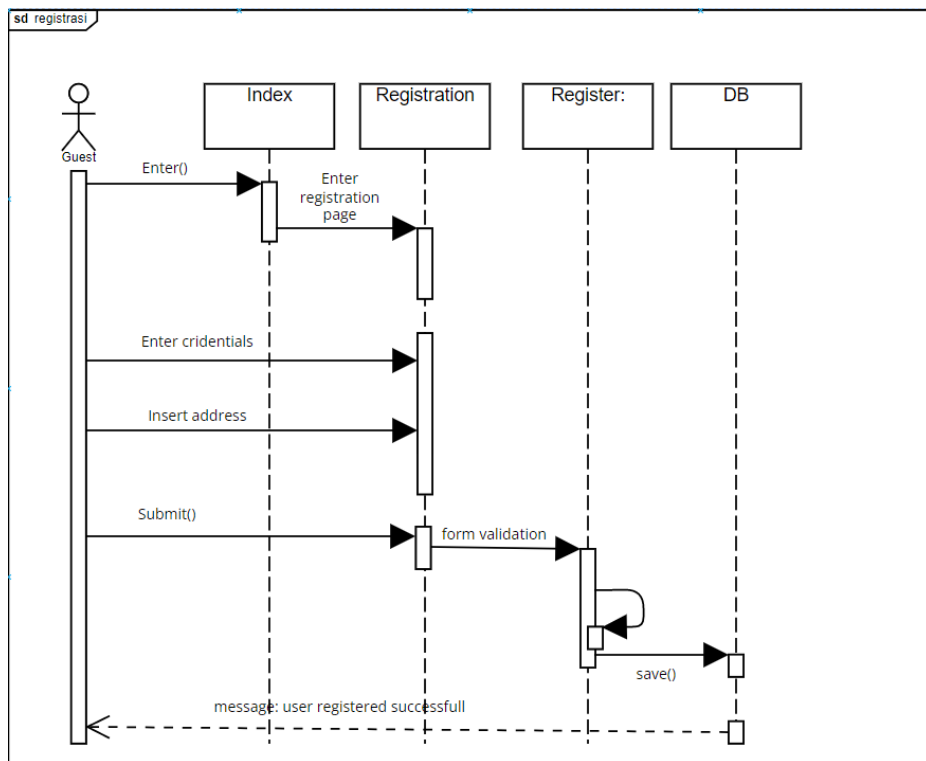 sd registrasi
Index
Registration
Register:
DB
Guest
Enter()
Enter
registration
page
Enter cridentials
Insert address
Submit()
form validation
save()
message: user registered successfull